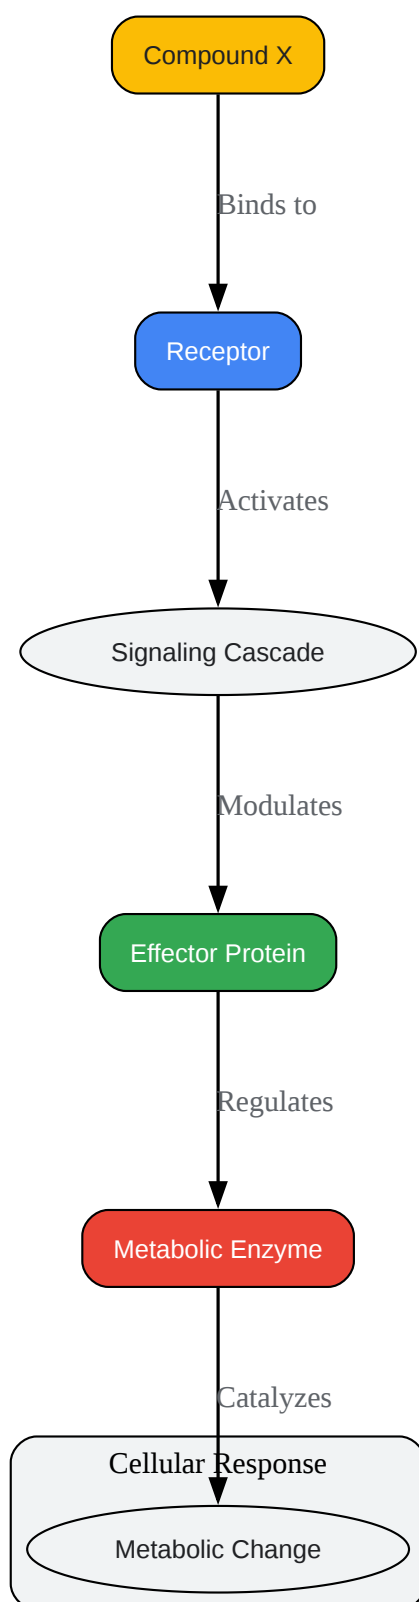 Compound X
Binds to
Receptor
Activates
Signaling Cascade
Modulates
Effector Protein
Regulates
Metabolic Enzyme
Catalyzes
Cellular Response
Metabolic Change